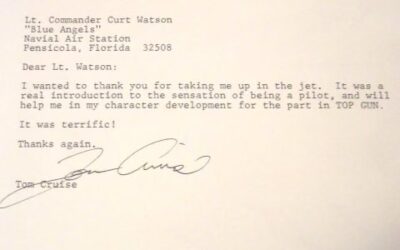 Lt. Commander Curt Watson
"Blue Angels"
Navial Air Station
Pensicola, Florida  32508
Dear Lt. Watson:
I wanted to thank you for taking me up in the jet.  It was a
real introduction to the sensation of being a pilot, and will
help me in my character development for the part in TOP GUN.
It was terrific!
Thanks again.
Tom Cruise
Tom Cruise